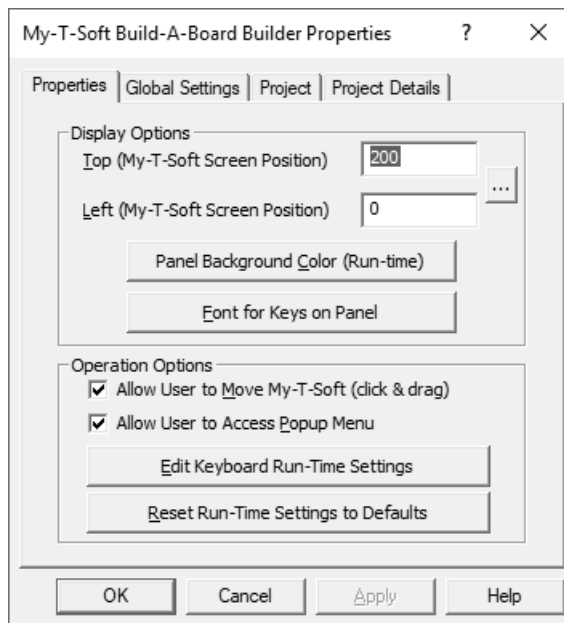 My-T-Soft Build-A-Board Builder Properties ?
Properties Global Settings Project Project Details
Display Options
Top (My-T-Soft Screen Position) 200
...
Left (My-T-Soft Screen Position) 0
Panel Background Color (Run-time)
Font for Keys on Panel
Operation Options
Allow User to Move My-T-Soft (click & drag)
Allow User to Access Popup Menu
Edit Keyboard Run-Time Settings
Reset Run-Time Settings to Defaults
OK Cancel Apply Help